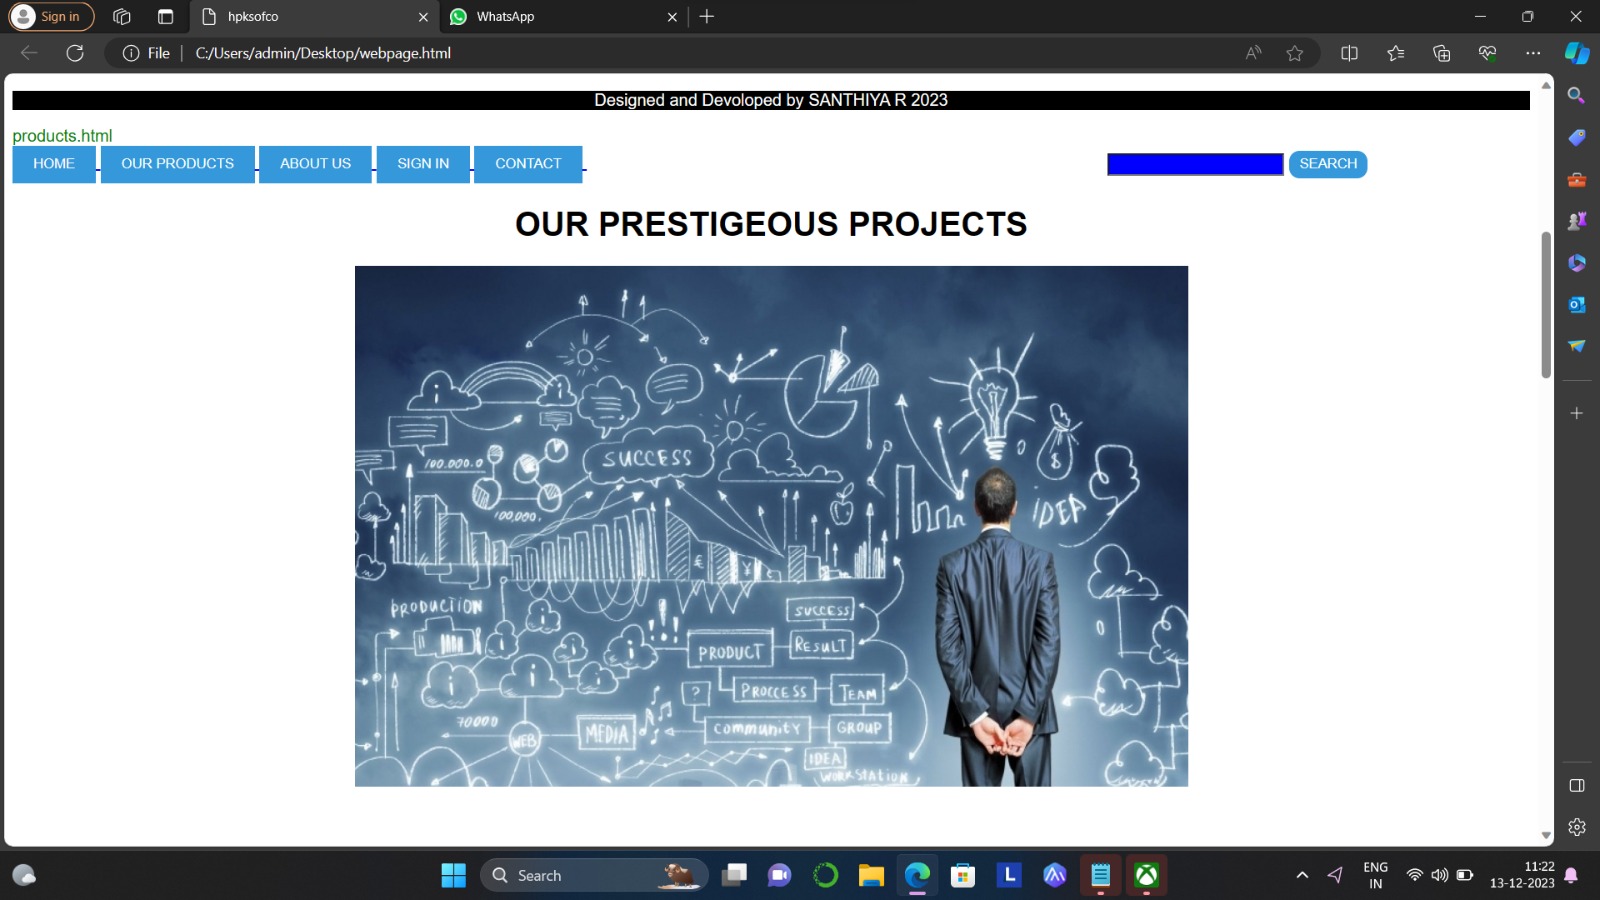 Sign in
hpksofco
WhatsApp
File
C:/Users/admin/Desktop/webpage.html
Designed and Devoloped by SANTHIYA R 2023
products.html
HOME OUR PRODUCTS ABOUT US SIGN IN CONTACT SEARCH
OUR PRESTIGEOUS PROJECTS
100.000.0
SUCCESS
$
100,000.
IDEA
£ ¥
PRODUCTION
SUCCESS
PRODUCT
RESULT
?
PROCCESS
TEAM
70000
WEB
MEDIA
COMMUNITY
GROUP
IDEA
WORKSTATION
Search
L
ENG
IN
11:22
13-12-2023